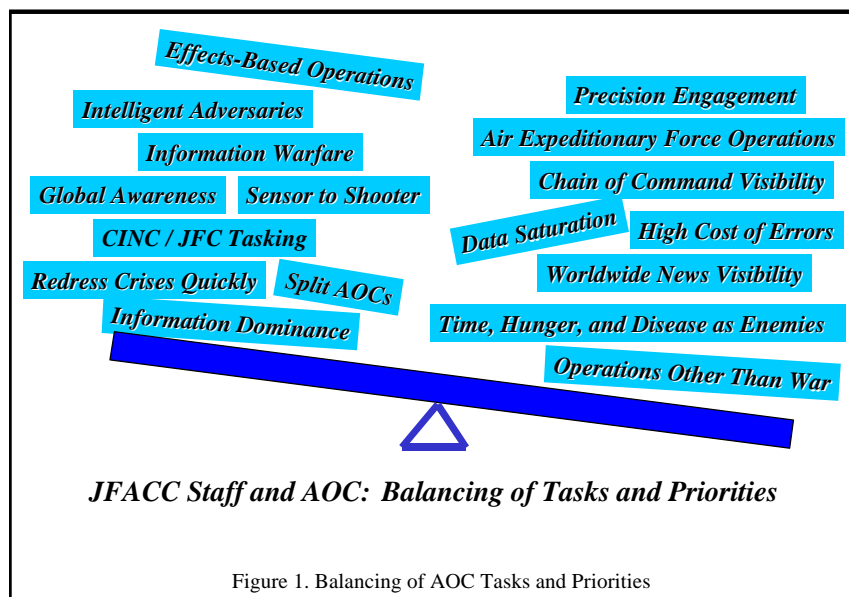 Effects-Based Operations
Intelligent Adversaries
Information Warfare
Global Awareness
Sensor to Shooter
CINC / JFC Tasking
Redress Crises Quickly
Split AOCs
Information Dominance
Precision Engagement
Air Expeditionary Force Operations
Chain of Command Visibility
Data Saturation
High Cost of Errors
Worldwide News Visibility
Time, Hunger, and Disease as Enemies
Operations Other Than War
JFACC Staff and AOC: Balancing of Tasks and Priorities
Figure 1. Balancing of AOC Tasks and Priorities